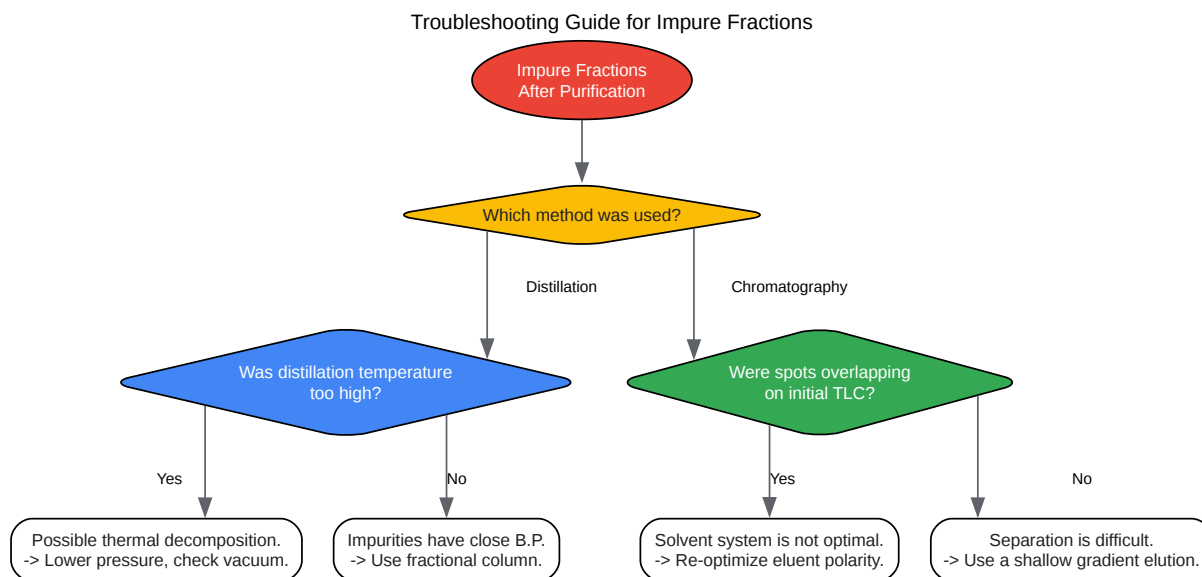 Troubleshooting Guide for Impure Fractions
Impure Fractions
After Purification
Which method was used?
Distillation
Chromatography
Was distillation temperature
too high?
Were spots overlapping
on initial TLC?
Yes
No
Yes
No
Possible thermal decomposition.
-> Lower pressure, check vacuum.
Impurities have close B.P.
-> Use fractional column.
Solvent system is not optimal.
-> Re-optimize eluent polarity.
Separation is difficult.
-> Use a shallow gradient elution.